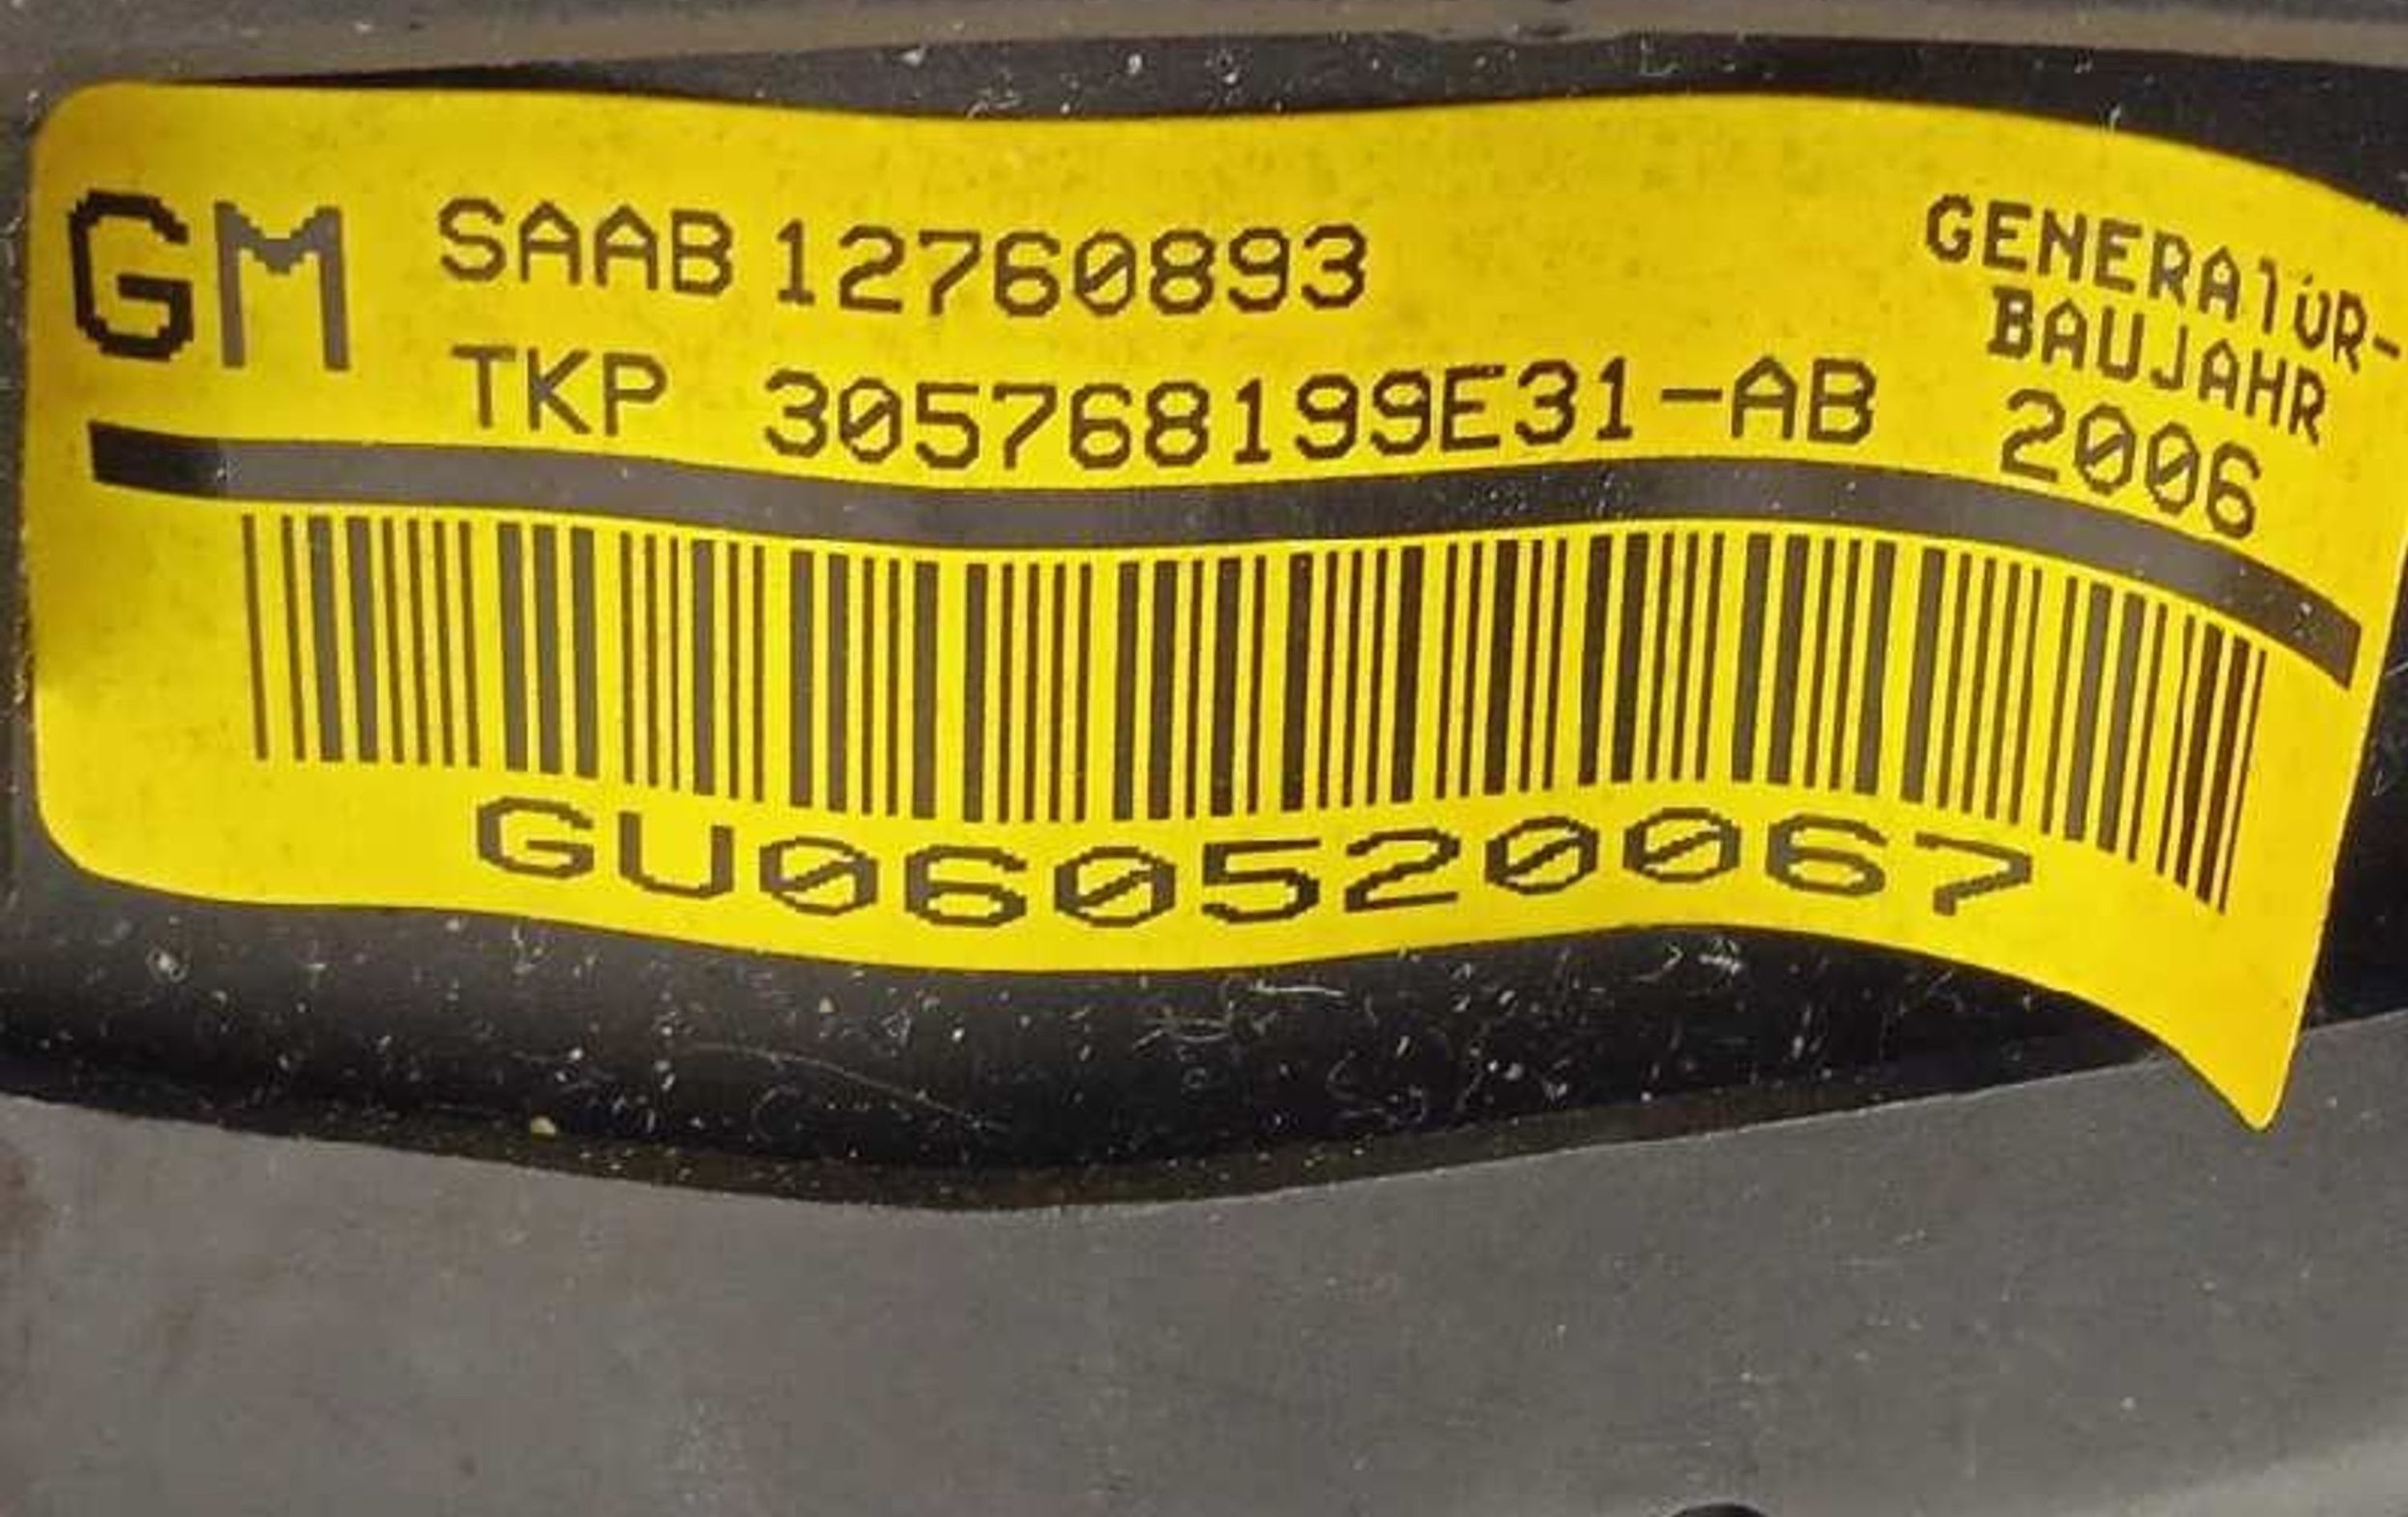 GM SAAB 12760893
TKP 305768199E31-AB
GENERATOR-
BAUJAHR
2006
GU060520067